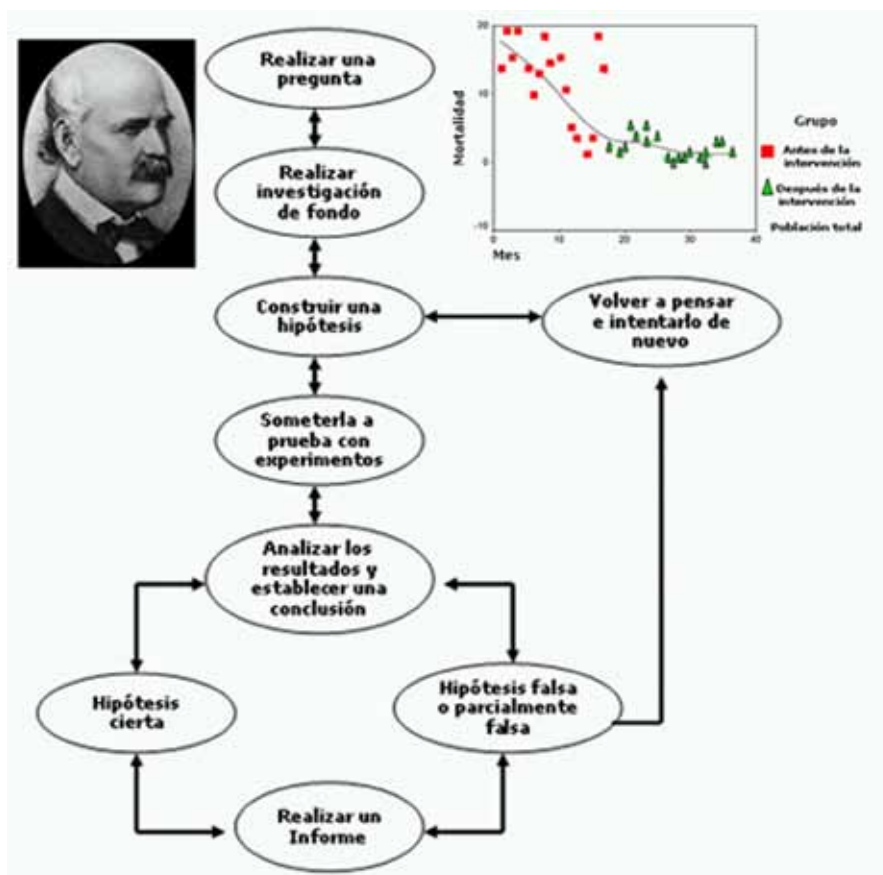 Realizar una
pregunta
Realizar
investigación
de fondo
Construir una
hipótesis
Volver a pensar
e intentarlo de
nuevo
Someterla a
prueba con
experimentos
Analizar los
resultados y
establecer una
conclusión
Hipótesis
cierta
Hipótesis falsa
o parcialmente
falsa
Realizar un
Informe
20
10
0
-10
Mortalidad
0
10
20
30
40
Mes
Grupo
Antes de la
intervención
Después de la
intervención
Población total